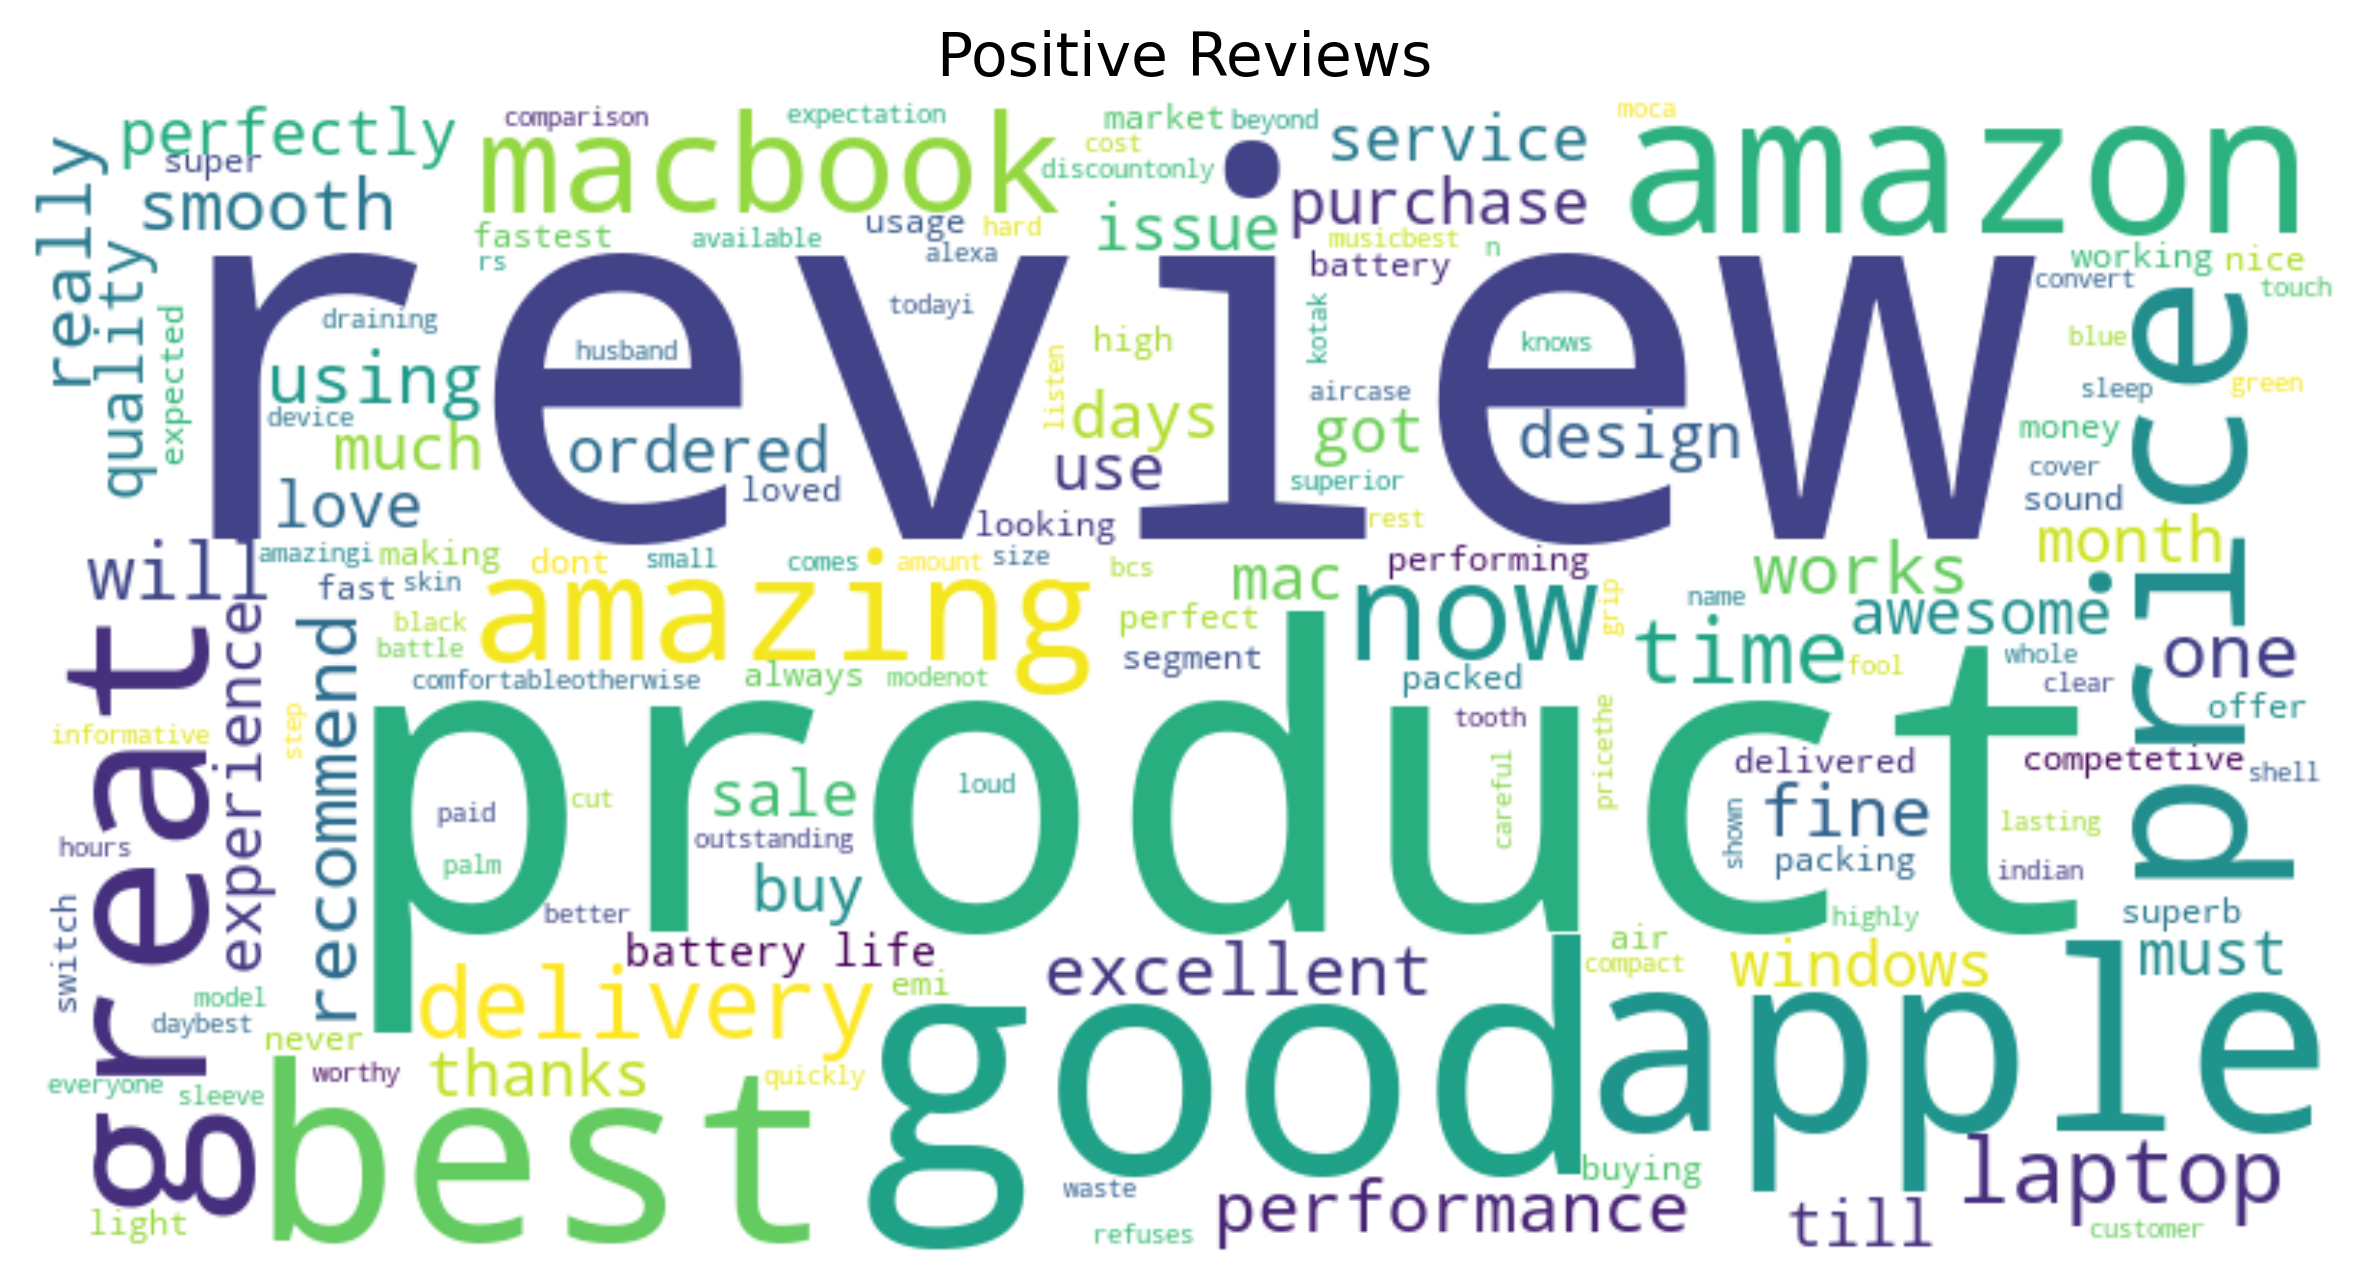 Positive Reviews
perfectly
comparison
expectation
market
beyond
moca
super
macbook
cost
service
amazon
really
smooth
discountonly
purchase
fastest
available
usage
hard
issue
musicbest
n
working
nice
rs
alexa
battery
convert
touch
quality
review
expected
draining
todayi
kotak
husband
high
knows
blue
using
listen
aircase
sleep
green
device
days
got
design
money
much
ordered
use
cover
love
loved
superior
sound
looking
rest
month
will
amazingi
making
dont
small
comes
amount
size
bcs
performing
works
price
fast
skin
amazing
mac
now
grip
name
awesome
black
perfect
time
one
battle
segment
fool
whole
comfortableotherwise
always
modenot
packed
clear
great
experience
recommend
offer
informative
step
product
tooth
pricethe
delivered
competetive
shell
sale
loud
careful
paid
cut
fine
lasting
hours
outstanding
shown
palm
buy
packing
indian
switch
better
highly
superb
battery life
excellent
air
compact
windows
must
model
delivery
emi
good
apple
daybest
never
thanks
quickly
worthy
everyone
sleeve
best
laptop
waste
buying
performance
till
light
refuses
customer